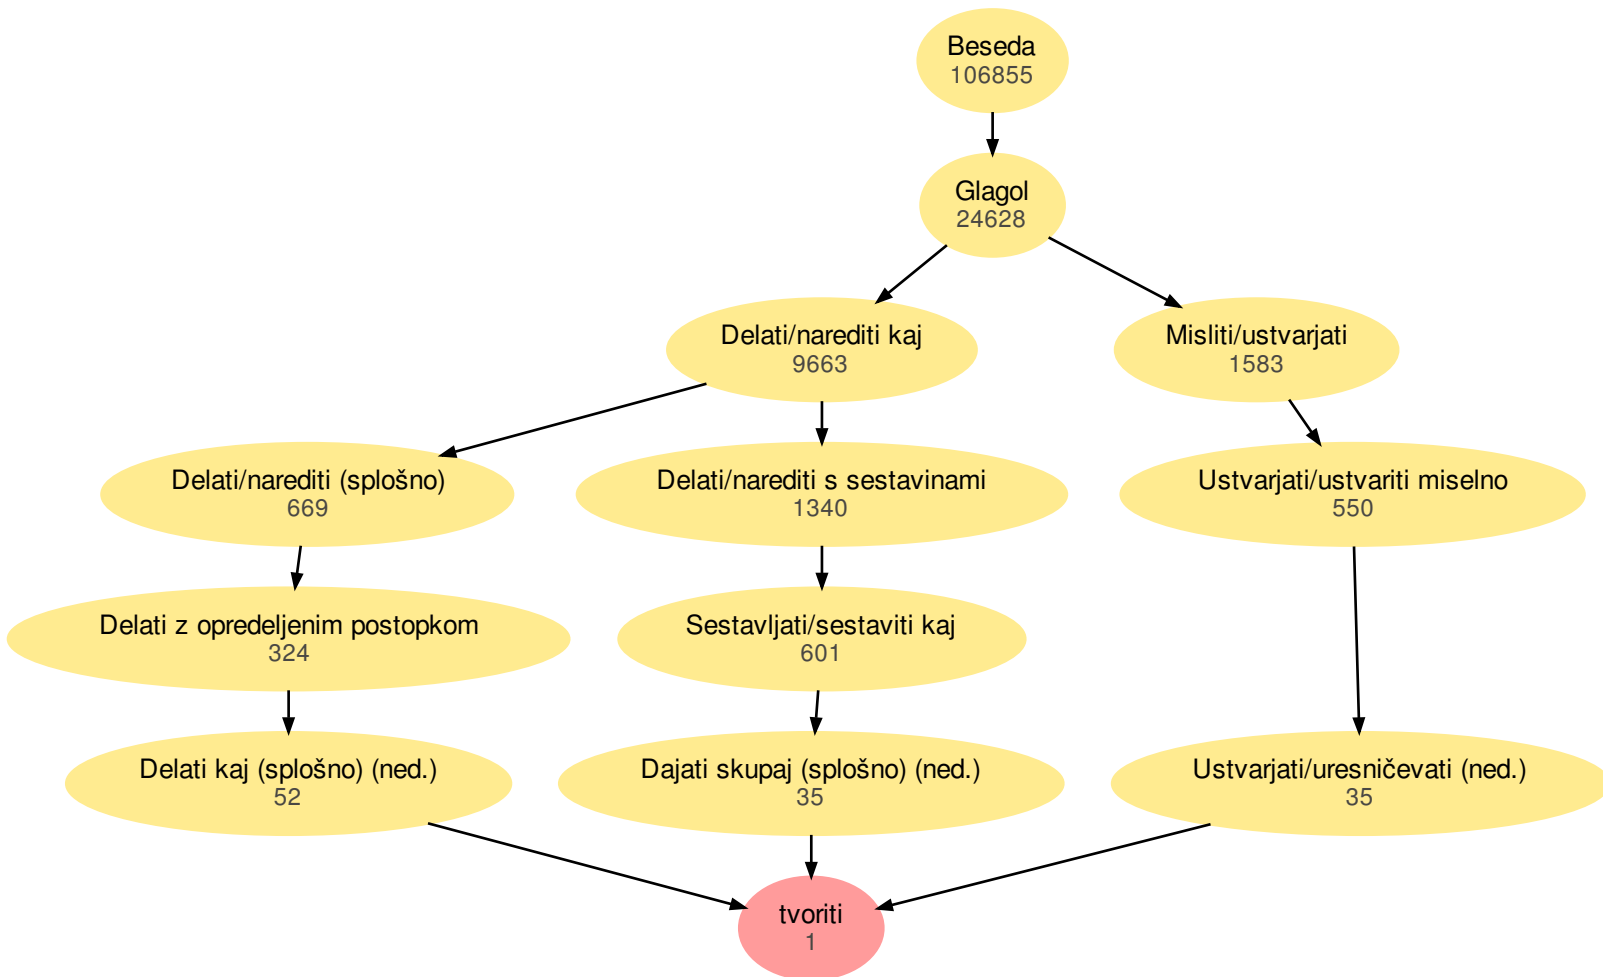 Beseda
106855
Glagol
24628
Delati/narediti kaj
9663
Misliti/ustvarjati
1583
Delati/narediti (splošno)
669
Delati/narediti s sestavinami
1340
Ustvarjati/ustvariti miselno
550
Delati z opredeljenim postopkom
324
Sestavljati/sestaviti kaj
601
Delati kaj (splošno) (ned.)
52
Dajati skupaj (splošno) (ned.)
35
Ustvarjati/uresničevati (ned.)
35
tvoriti
1